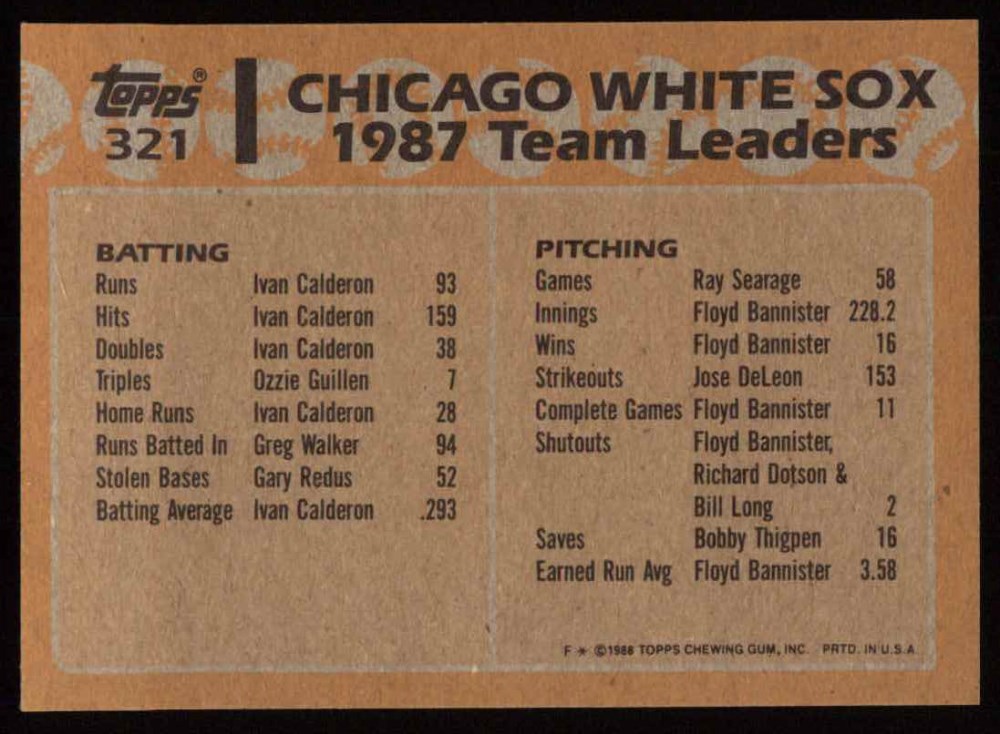 Topps® CHICAGO WHITE SOX
321 1987 Team Leaders
BATTING
Runs Ivan Calderon 93
Hits Ivan Calderon 159
Doubles Ivan Calderon 38
Triples Ozzie Guillen 7
Home Runs Ivan Calderon 28
Runs Batted In Greg Walker 94
Stolen Bases Gary Redus 52
Batting Average Ivan Calderon .293
PITCHING
Games Ray Searage 58
Innings Floyd Bannister 228.2
Wins Floyd Bannister 16
Strikeouts Jose DeLeon 153
Complete Games Floyd Bannister 11
Shutouts Floyd Bannister,
Richard Dotson &
Bill Long 2
Saves Bobby Thigpen 16
Earned Run Avg Floyd Bannister 3.58
F * ©1988 TOPPS CHEWING GUM, INC. PRTD. IN U.S.A.